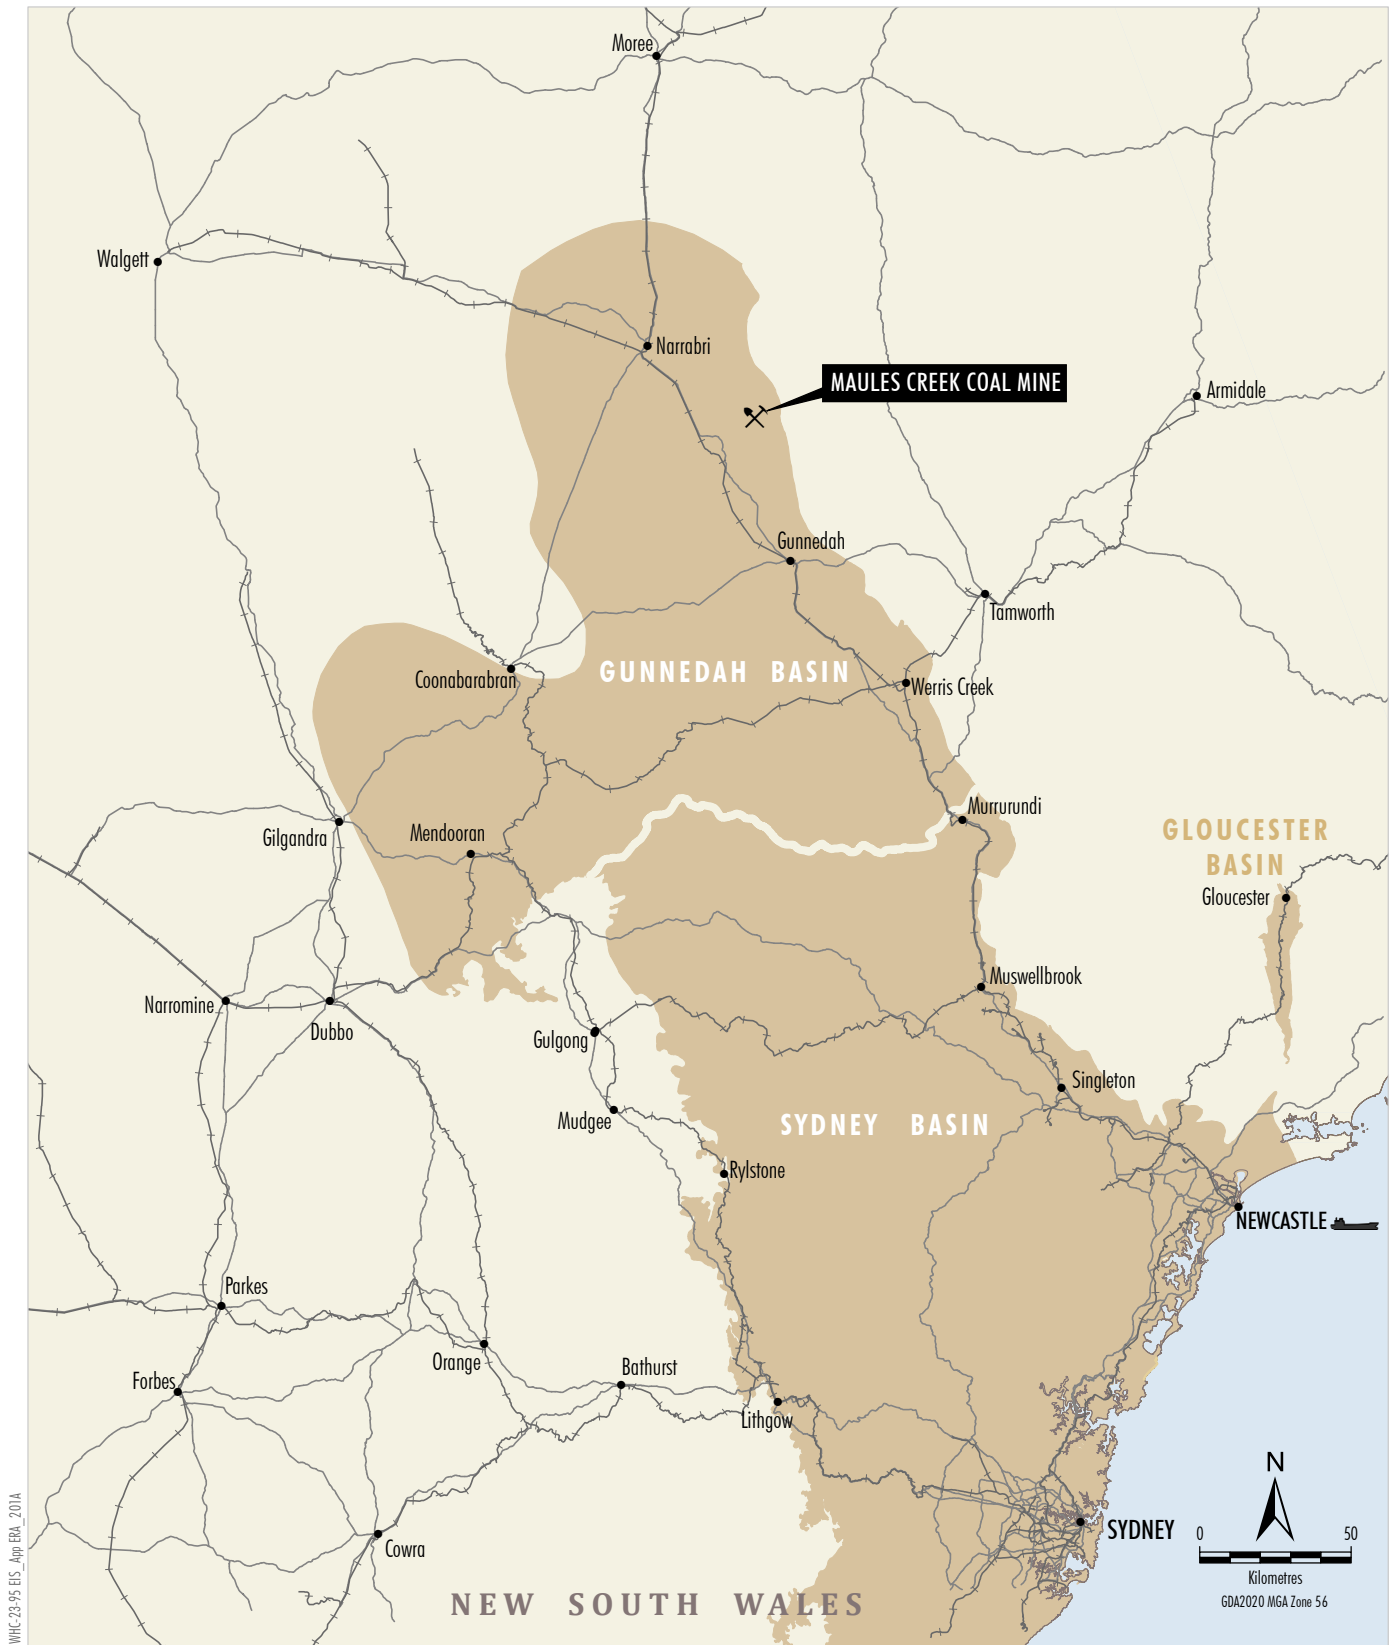 Moree
Walgett
Narrabri
MAULES CREEK COAL MINE
Armidale
Gunnedah
Tamworth
Coonabarabran
GUNNEDAH BASIN
Werris Creek
Murrurundi
Gilgandra
Mendooran
GLOUCESTER
BASIN
Gloucester
Narromine
Dubbo
Muswellbrook
Gulgong
Singleton
Mudgee
SYDNEY BASIN
Rylstone
NEWCASTLE
Parkes
Orange
Forbes
Bathurst
Lithgow
N
SYDNEY
0 50
Kilometres
GDA2020 MGA Zone 56
Cowra
NEW SOUTH WALES
WHC-23-95 EIS_App ERA_201A